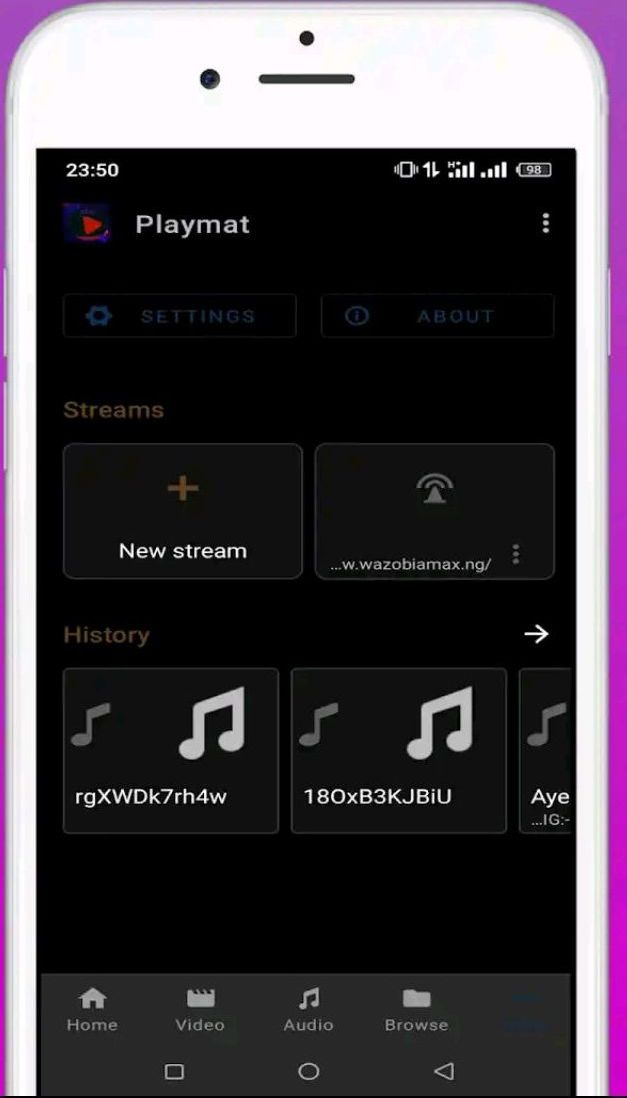 23:50
98
Playmat
SETTINGS
ABOUT
Streams
New stream
...w.wazobiamax.ng/
History
rgXWDk7rh4w
18OxB3KJBiU
Aye
...IG:-
Home
Video
Audio
Browse